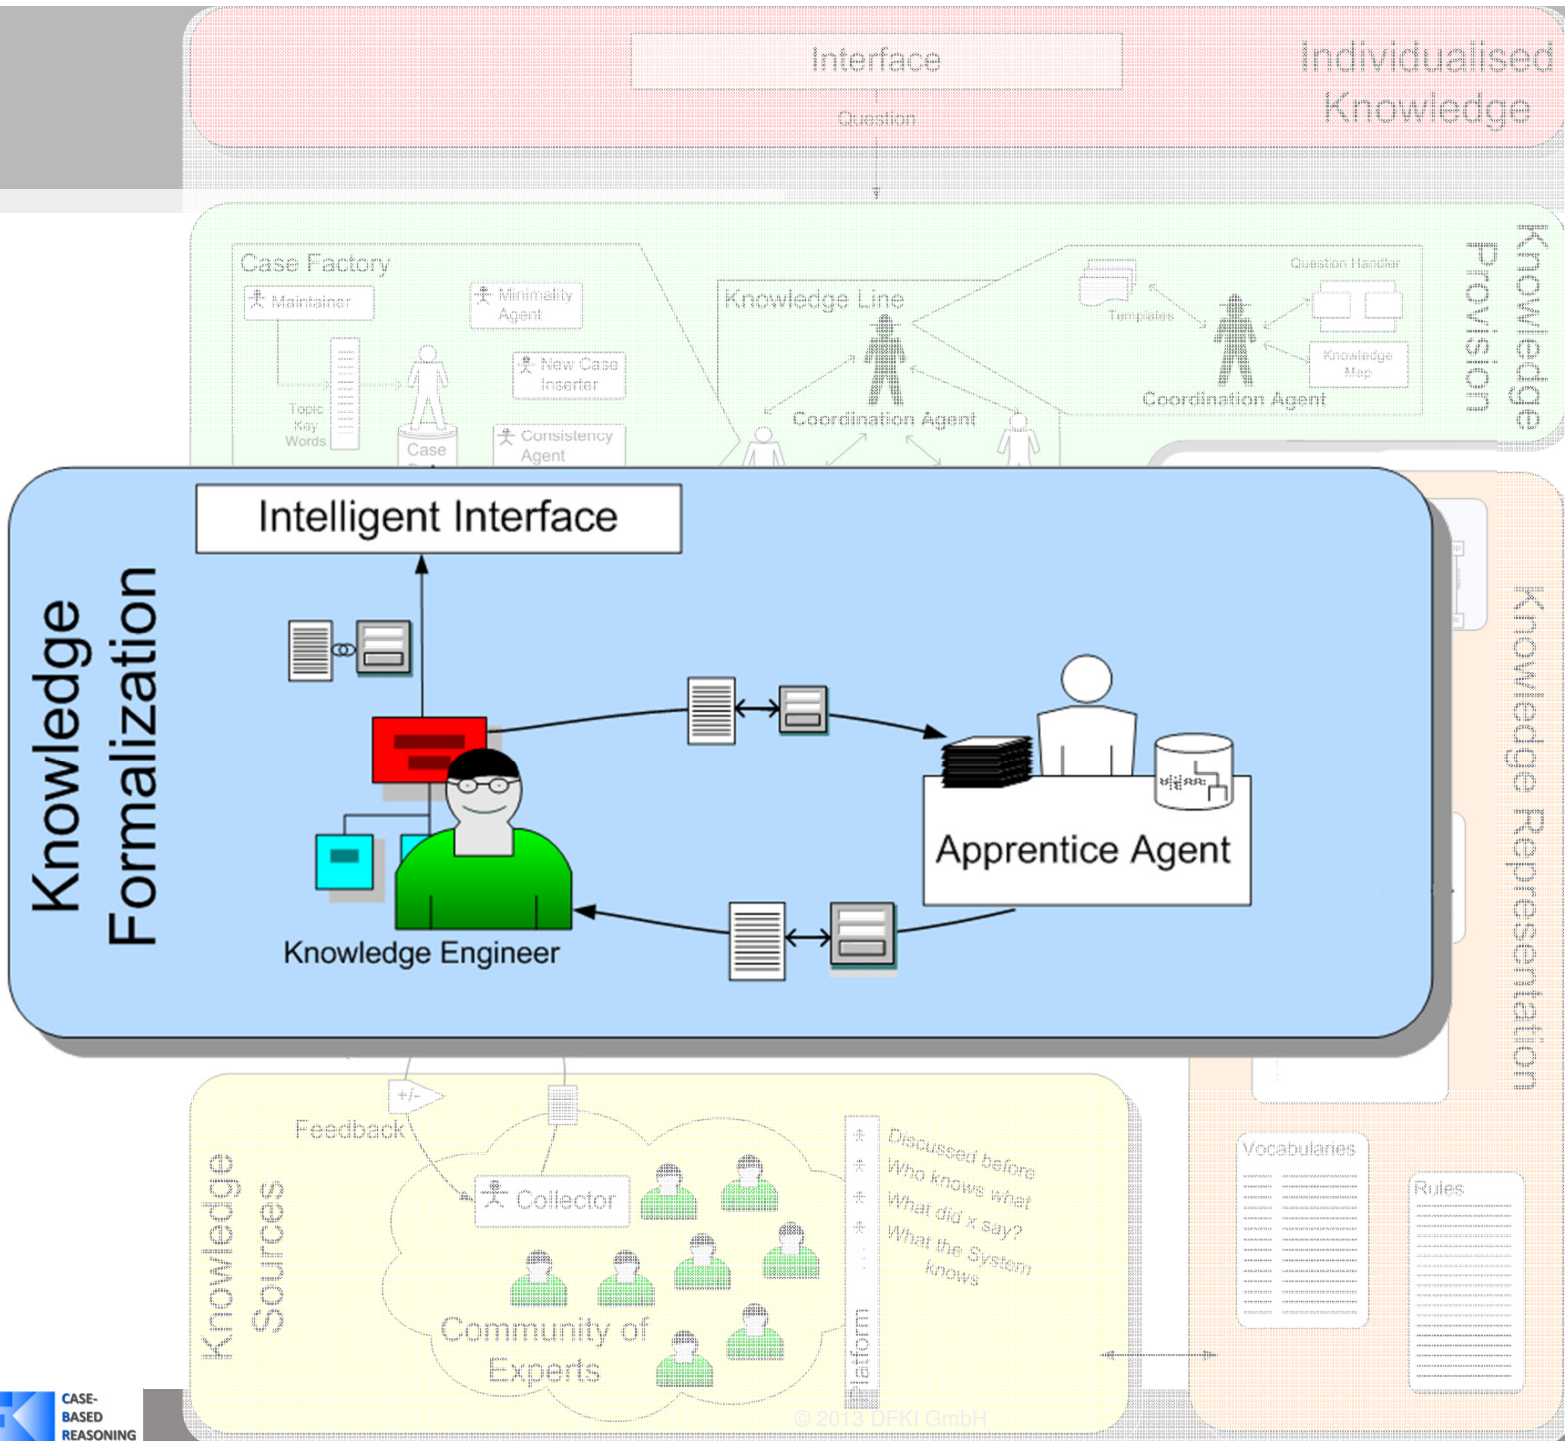 Interface
Individualised
Knowledge
Question
Case Factory
Maintainer
Minimality
Agent
New Case
Inserter
Topic
Key
Words
Case
Consistency
Agent
Knowledge Line
Coordination Agent
Templates
Question Handler
Knowledge
Map
Coordination Agent
Knowledge
Provision
Knowledge
Formalization
Intelligent Interface
Knowledge Engineer
Apprentice Agent
Knowledge Representation
Feedback
+/-
Knowledge
Sources
Collector
Community of
Experts
Discussed before
Who knows what
What did x say?
What the System
knows
Platform
Vocabularies
Rules
© 2013 DFKI GmbH
CASE-
BASED
REASONING